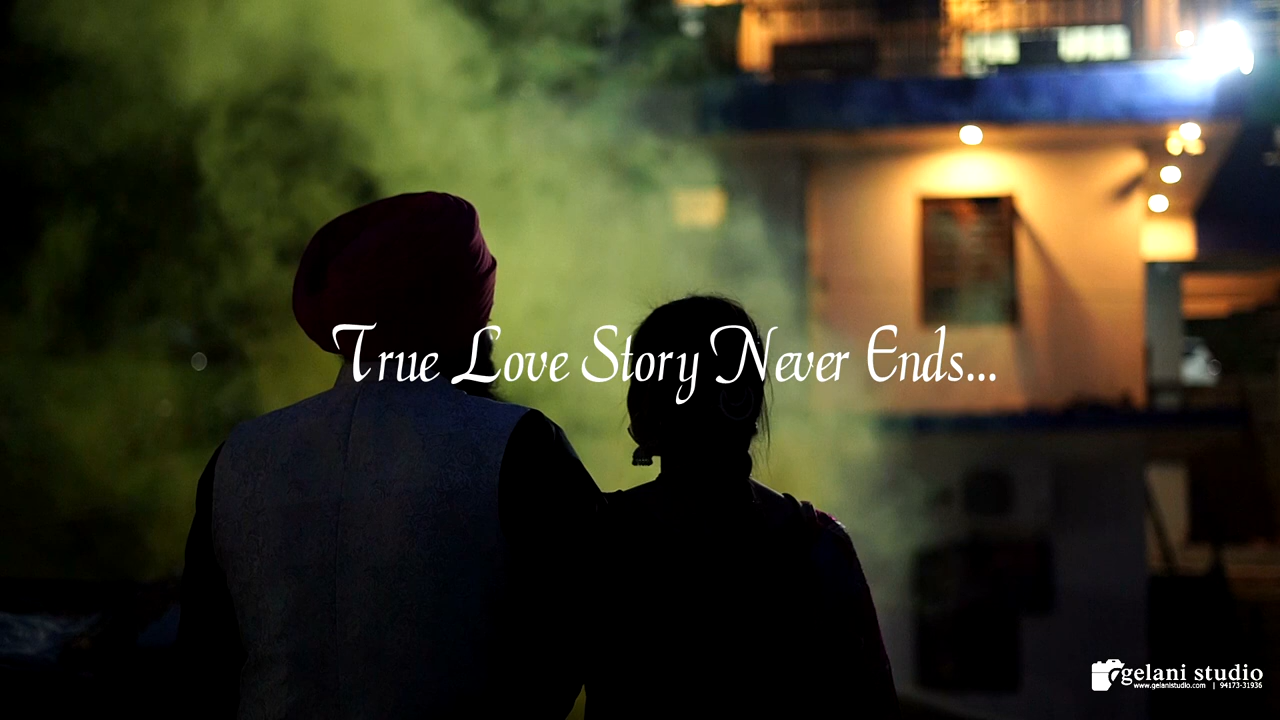 True Love Story Never Ends...
gelani studio
www.gelanistudio.com | 94173-31936